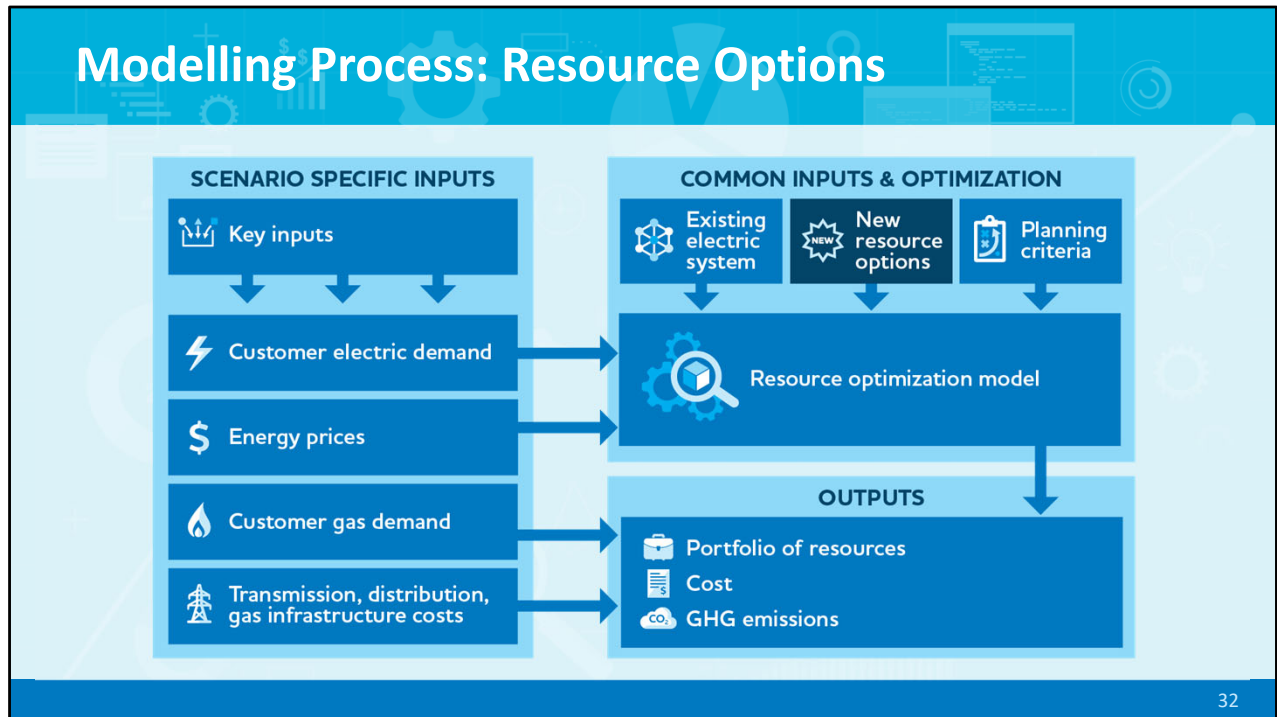 Modelling Process: Resource Options
SCENARIO SPECIFIC INPUTS
Key inputs
Customer electric demand
$
Energy prices
Customer gas demand
Transmission, distribution,
gas infrastructure costs
COMMON INPUTS & OPTIMIZATION
Existing
electric
system
NEW
New
resource
options
Planning
criteria
Resource optimization model
OUTPUTS
Portfolio of resources
$
Cost
CO₂
GHG emissions
32